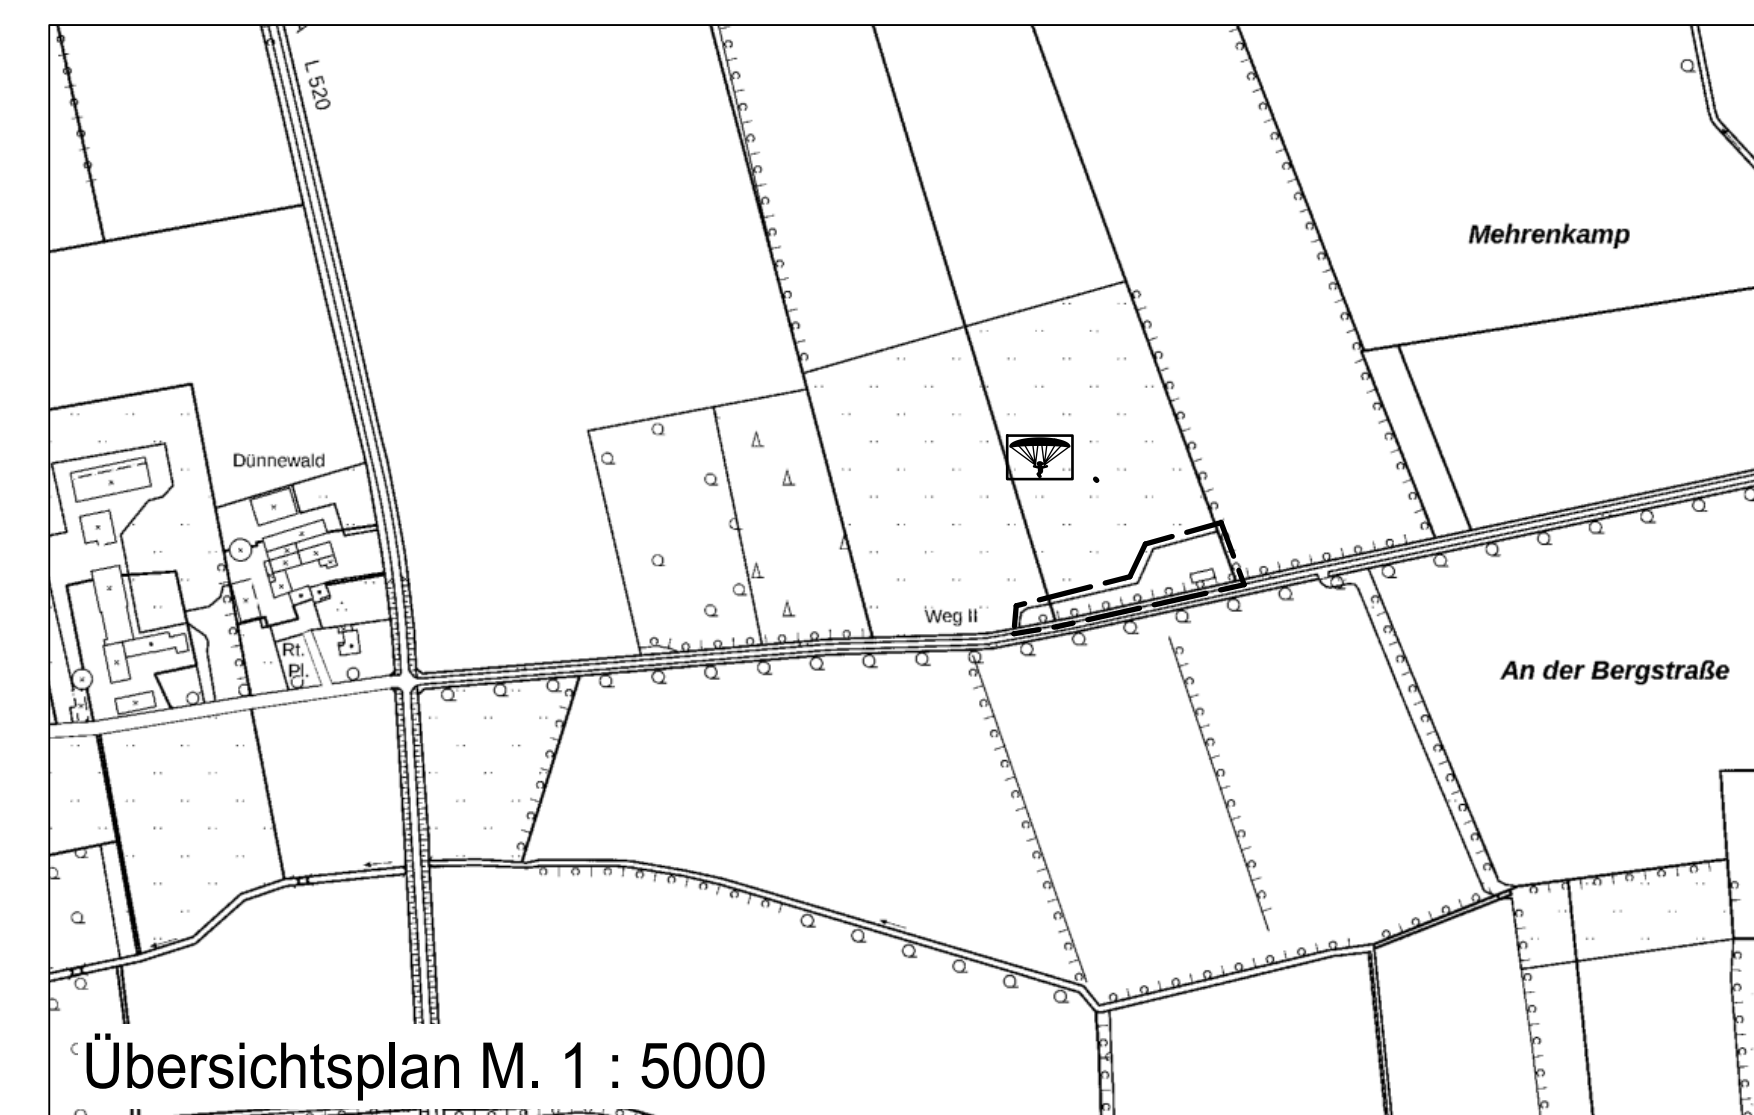 L 520
Mehrenkamp
Dünnewald
Weg II
Rt.
Pl.
An der Bergstraße
Übersichtsplan M. 1 : 5000